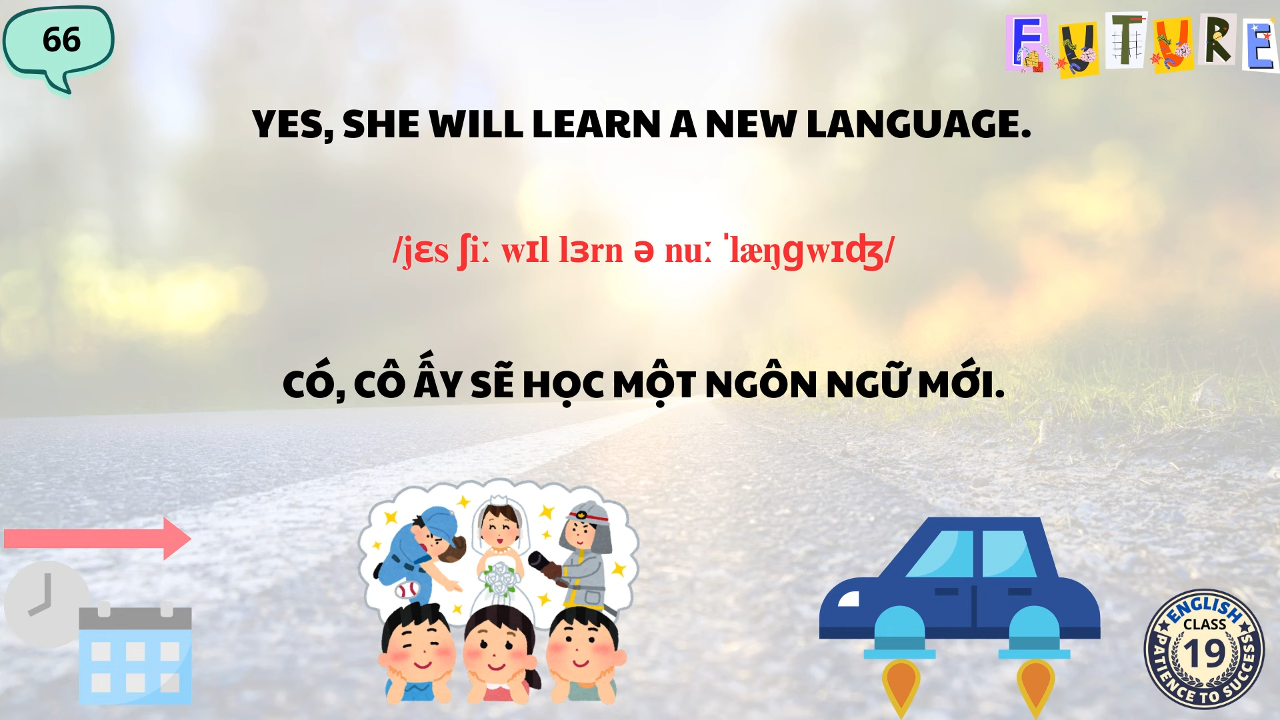 66
FUTURE
YES, SHE WILL LEARN A NEW LANGUAGE.
/jɛs ʃiː wɪl lɜrn ə nuː ˈlæŋɡwɪʤ/
CÓ, CÔ ẤY SẼ HỌC MỘT NGÔN NGỮ MỚI.
ENGLISH
CLASS
19
PATIENCE TO SUCCESS